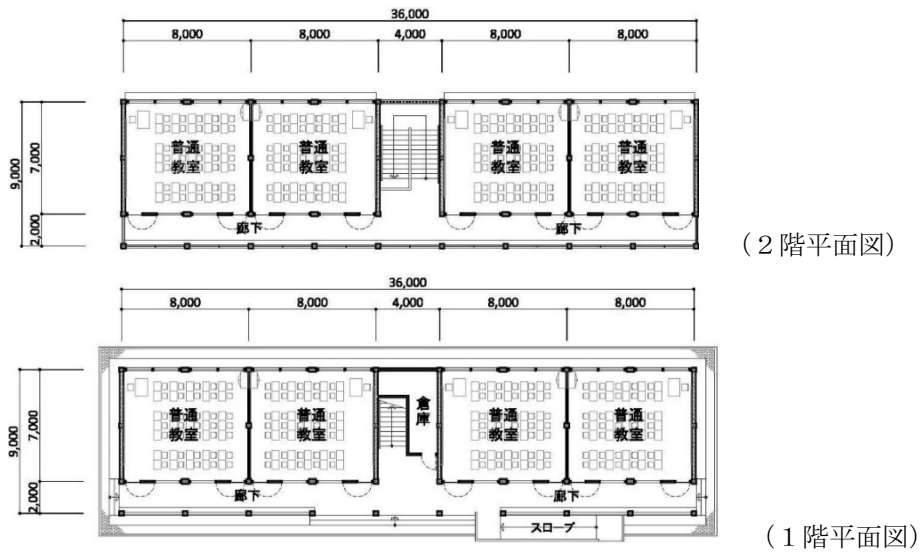 36,000
8,000 8,000 4,000 8,000 8,000
9,000
7,000
2,000
普通
教室
普通
教室
普通
教室
普通
教室
廊下
廊下
(2階平面図)
36,000
8,000 8,000 4,000 8,000 8,000
9,000
7,000
2,000
普通
教室
普通
教室
倉庫
普通
教室
普通
教室
廊下
廊下
スロープ
(1階平面図)